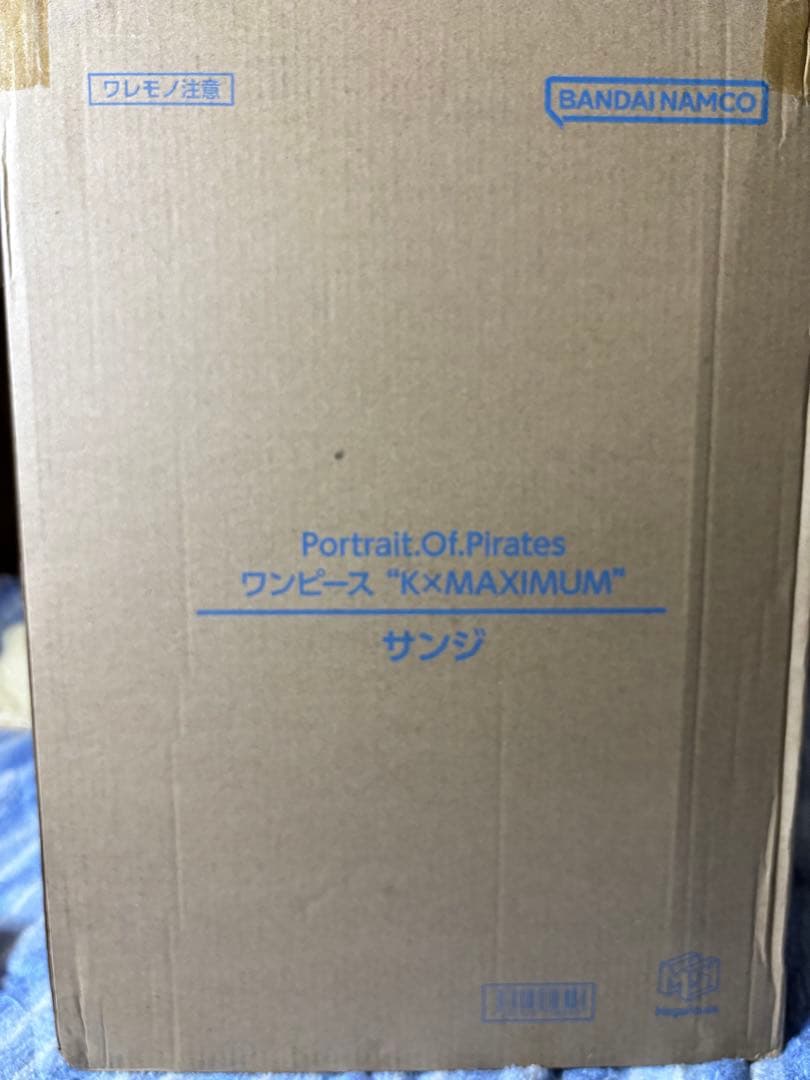 ワレモノ注意
BANDAI NAMCO
Portrait.Of.Pirates
ワンピース “K×MAXIMUM”
サンジ
MegaHouse